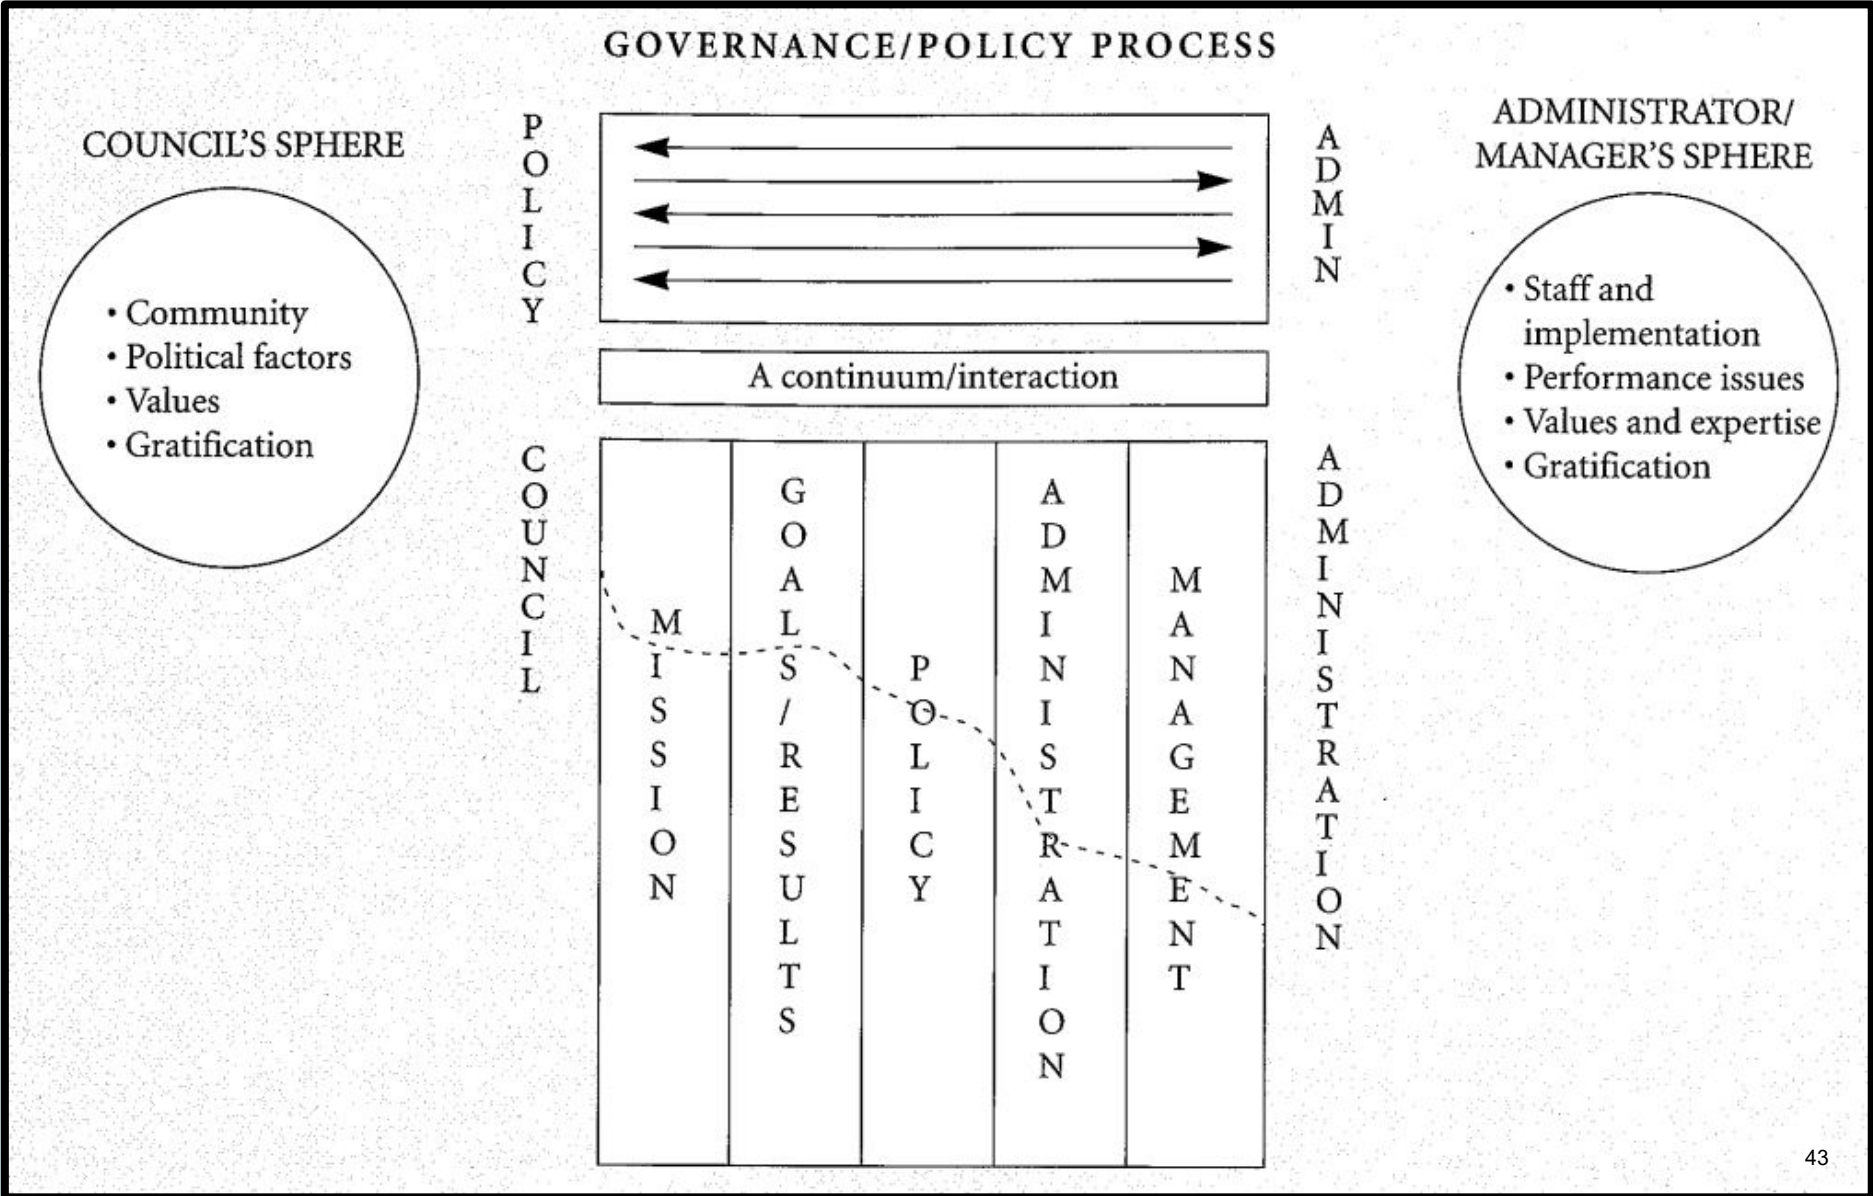 GOVERNANCE/POLICY PROCESS
COUNCIL'S SPHERE
• Community
• Political factors
• Values
• Gratification
POLICY
ADMIN
A continuum/interaction
COUNCIL
MISSION
GOALS/RESULTS
POLICY
ADMINISTRATION
MANAGEMENT
ADMINISTRATION
ADMINISTRATOR/
MANAGER'S SPHERE
• Staff and
implementation
• Performance issues
• Values and expertise
• Gratification
43